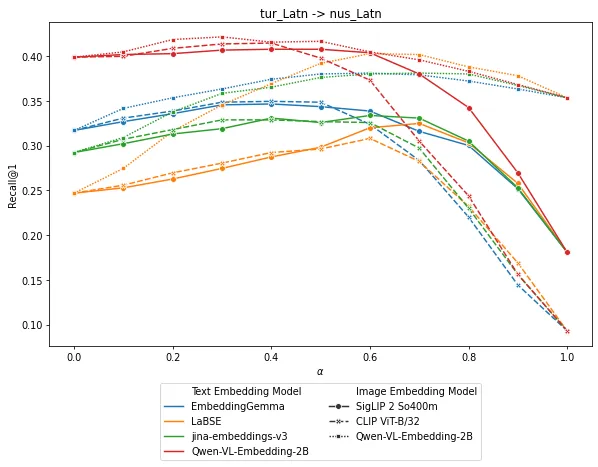 tur_Latn -> nus_Latn
Recall@1
0.40
0.35
0.30
0.25
0.20
0.15
0.10
0.0 0.2 0.4 0.6 0.8 1.0
α
Text Embedding Model
EmbeddingGemma
LaBSE
jina-embeddings-v3
Qwen-VL-Embedding-2B
Image Embedding Model
SigLIP 2 So400m
CLIP ViT-B/32
Qwen-VL-Embedding-2B